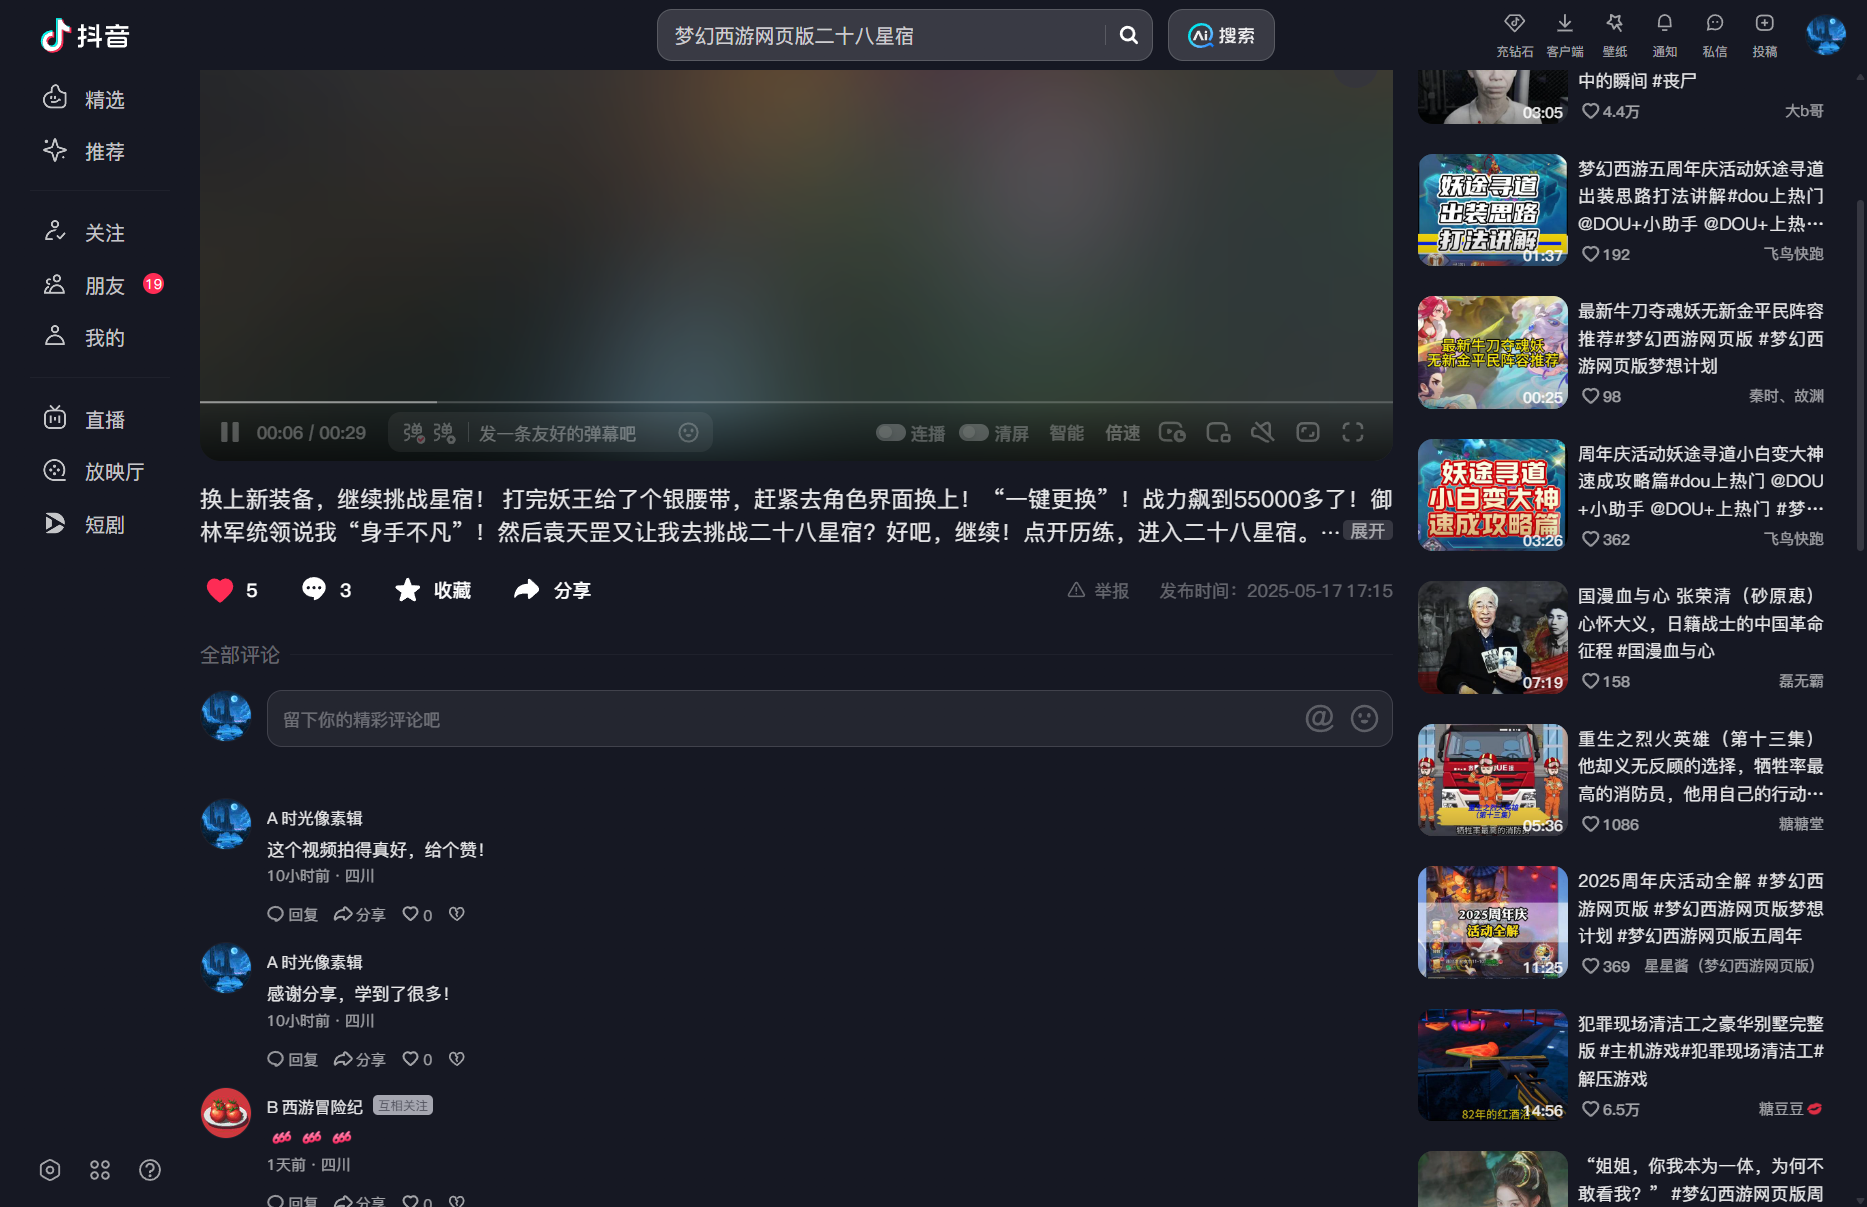 抖音
梦幻西游网页版二十八星宿
搜索
充钻石
客户端
壁纸
通知
私信
投稿
精选
推荐
关注
朋友
19
我的
直播
放映厅
短剧
00:06 / 00:29
弹
弹
发一条友好的弹幕吧
连播
清屏
智能
倍速
换上新装备，继续挑战星宿！ 打完妖王给了个银腰带，赶紧去角色界面换上！“一键更换”！战力飙到55000多了！御
林军统领说我“身手不凡”！然后袁天罡又让我去挑战二十八星宿？好吧，继续！点开历练，进入二十八星宿。…
展开
5
3
收藏
分享
举报
发布时间：2025-05-17 17:15
全部评论
留下你的精彩评论吧
A 时光像素辑
这个视频拍得真好，给个赞！
10小时前 · 四川
回复
分享
0
A 时光像素辑
感谢分享，学到了很多！
10小时前 · 四川
回复
分享
0
B 西游冒险纪
互相关注
666 666 666
1天前 · 四川
回复
分享
0
03:05
中的瞬间 #丧尸
4.4万
大b哥
妖途寻道
出装思路
打法讲解
01:37
梦幻西游五周年庆活动妖途寻道
出装思路打法讲解#dou上热门
@DOU+小助手 @DOU+上热…
192
飞鸟快跑
最新牛刀夺魂妖
无新金平民阵容推荐
00:25
最新牛刀夺魂妖无新金平民阵容
推荐#梦幻西游网页版 #梦幻西
游网页版梦想计划
98
秦时、故渊
妖途寻道
小白变大神
速成攻略篇
03:26
周年庆活动妖途寻道小白变大神
速成攻略篇#dou上热门 @DOU
+小助手 @DOU+上热门 #梦…
362
飞鸟快跑
07:19
国漫血与心 张荣清（砂原恵）
心怀大义，日籍战士的中国革命
征程 #国漫血与心
158
磊无霸
重生之烈火英雄
（第十三集）
牺牲率最高的消防
05:36
重生之烈火英雄（第十三集）
他却义无反顾的选择，牺牲率最
高的消防员，他用自己的行动…
1086
糖糖堂
2025周年庆
活动全解
11:25
2025周年庆活动全解 #梦幻西
游网页版 #梦幻西游网页版梦想
计划 #梦幻西游网页版五周年
369
星星酱（梦幻西游网页版）
82年的红酒洛
14:56
犯罪现场清洁工之豪华别墅完整
版 #主机游戏#犯罪现场清洁工#
解压游戏
6.5万
糖豆豆
“姐姐，你我本为一体，为何不
敢看我？” #梦幻西游网页版周